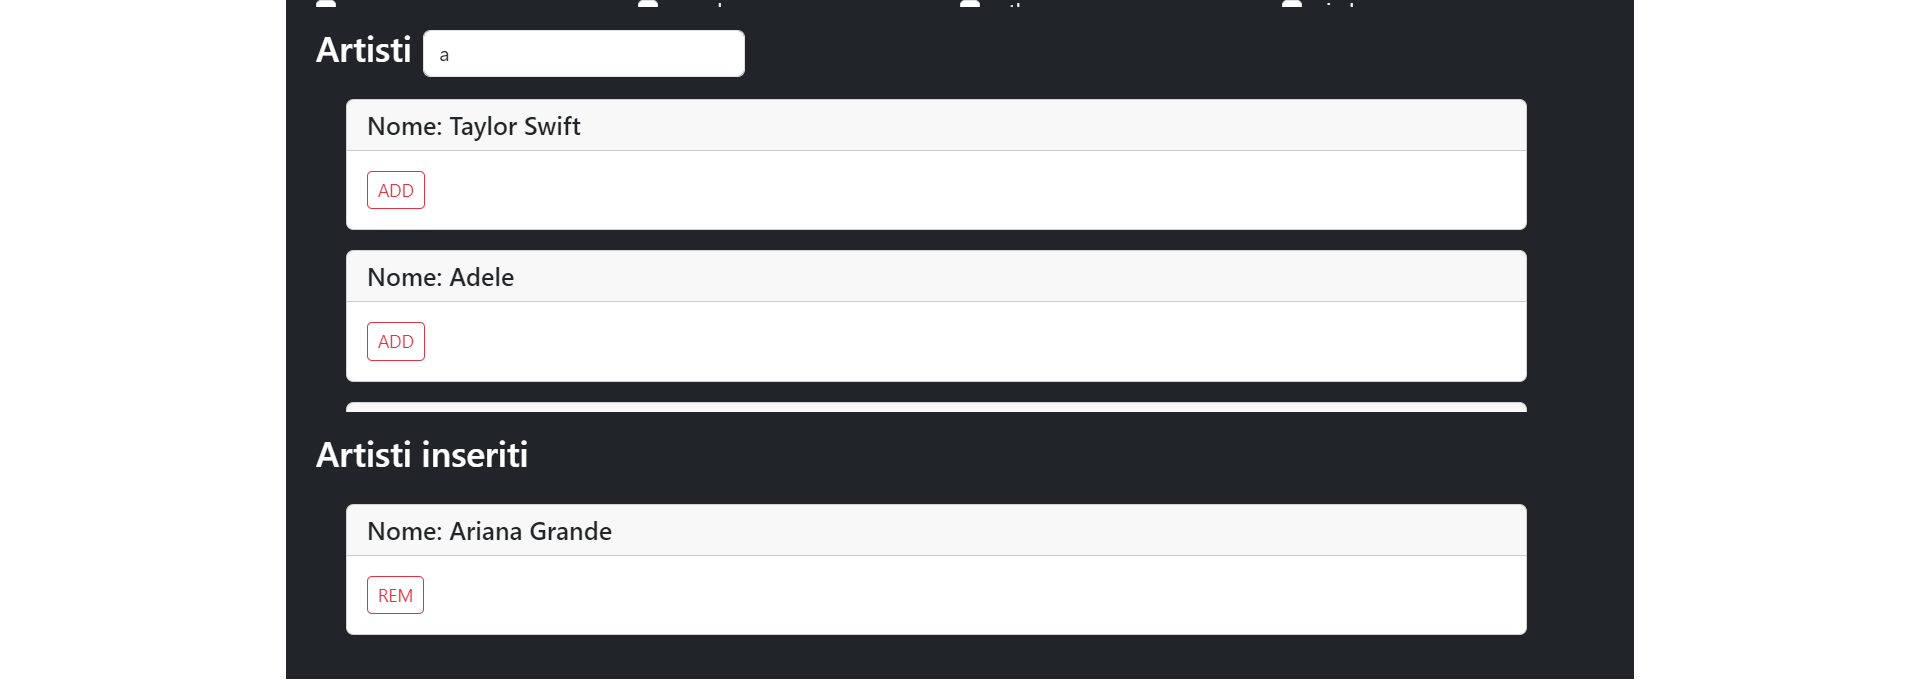 Artisti a
Nome: Taylor Swift
ADD
Nome: Adele
ADD
Artisti inseriti
Nome: Ariana Grande
REM